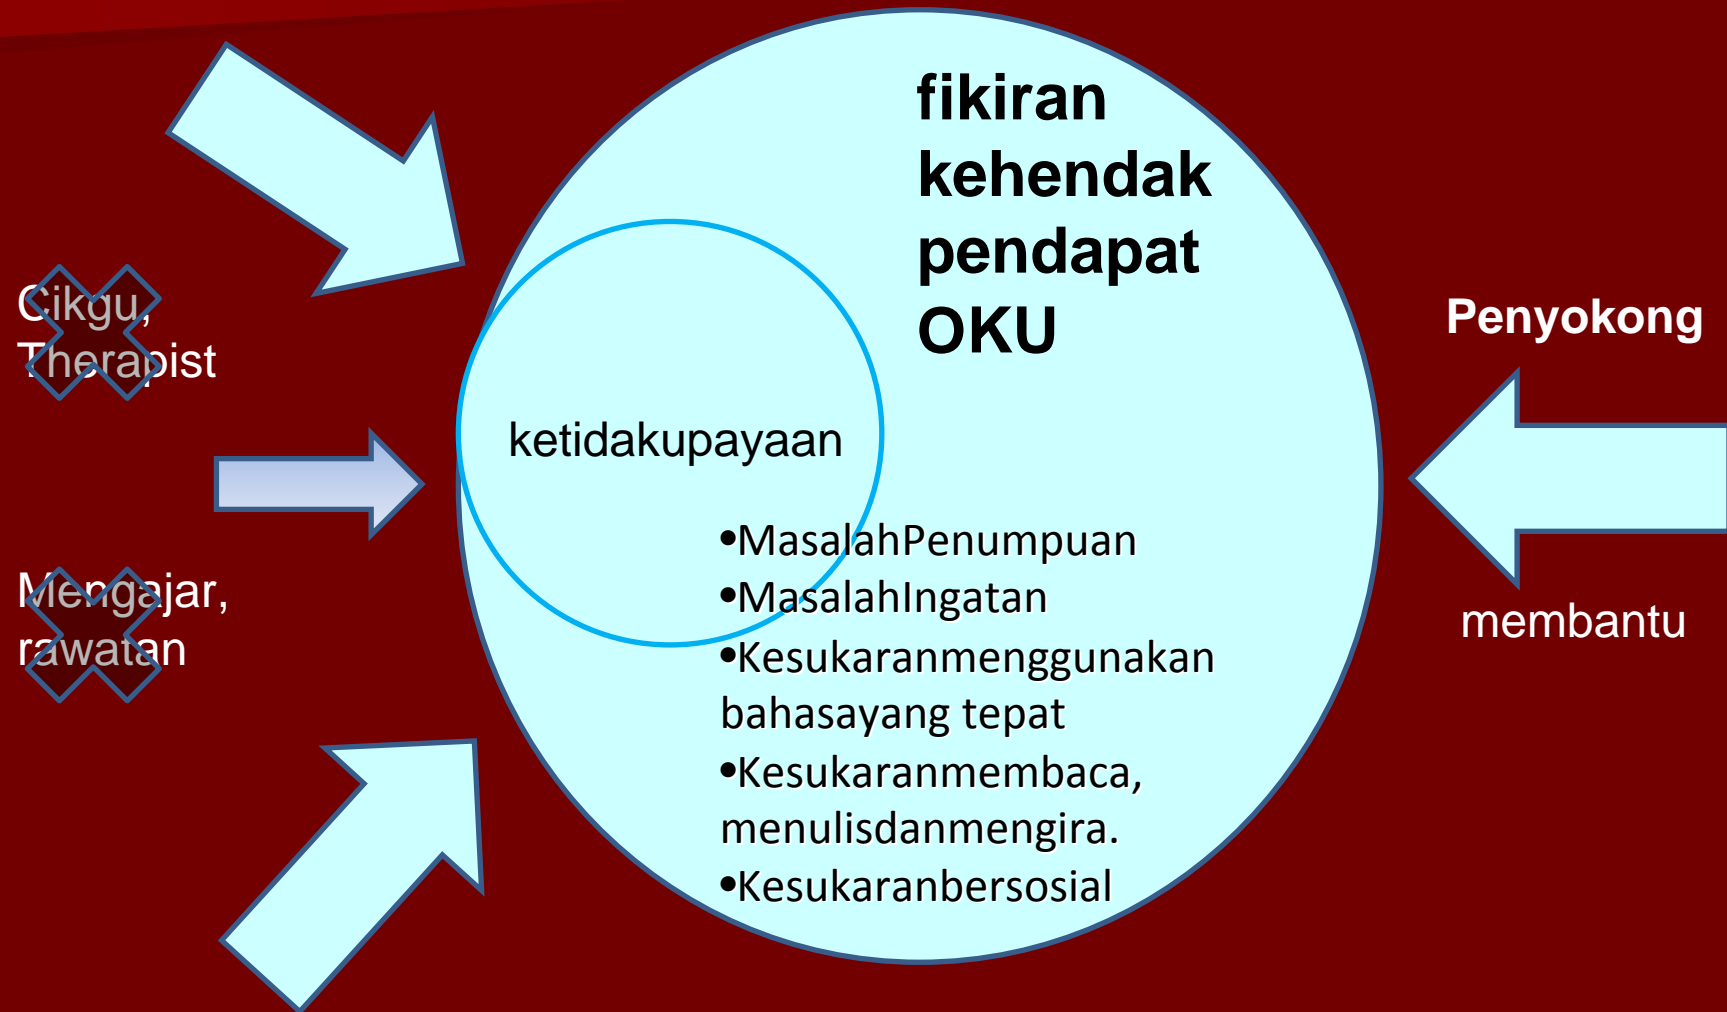 fikiran
kehendak
pendapat
OKU
Cikgu,
Therapist
Penyokong
ketidakupayaan
•MasalahPenumpuan
•MasalahIngatan
•Kesukaranmenggunakan
bahasayang tepat
•Kesukaranmembaca,
menulisdanmengira.
•Kesukaranbersosial
Mengajar,
rawatan
membantu